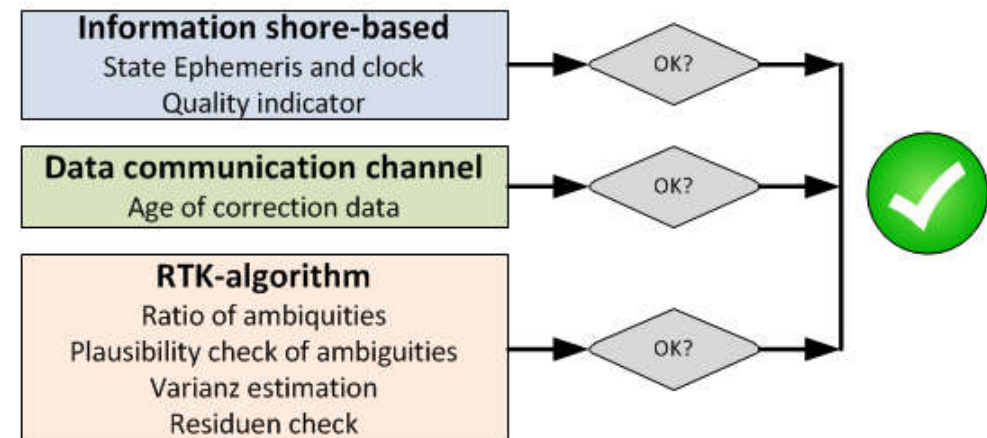 Information shore-based
State Ephemeris and clock
Quality indicator
OK?
Data communication channel
Age of correction data
OK?
RTK-algorithm
Ratio of ambiquities
Plausibility check of ambiguities
Varianz estimation
Residuen check
OK?